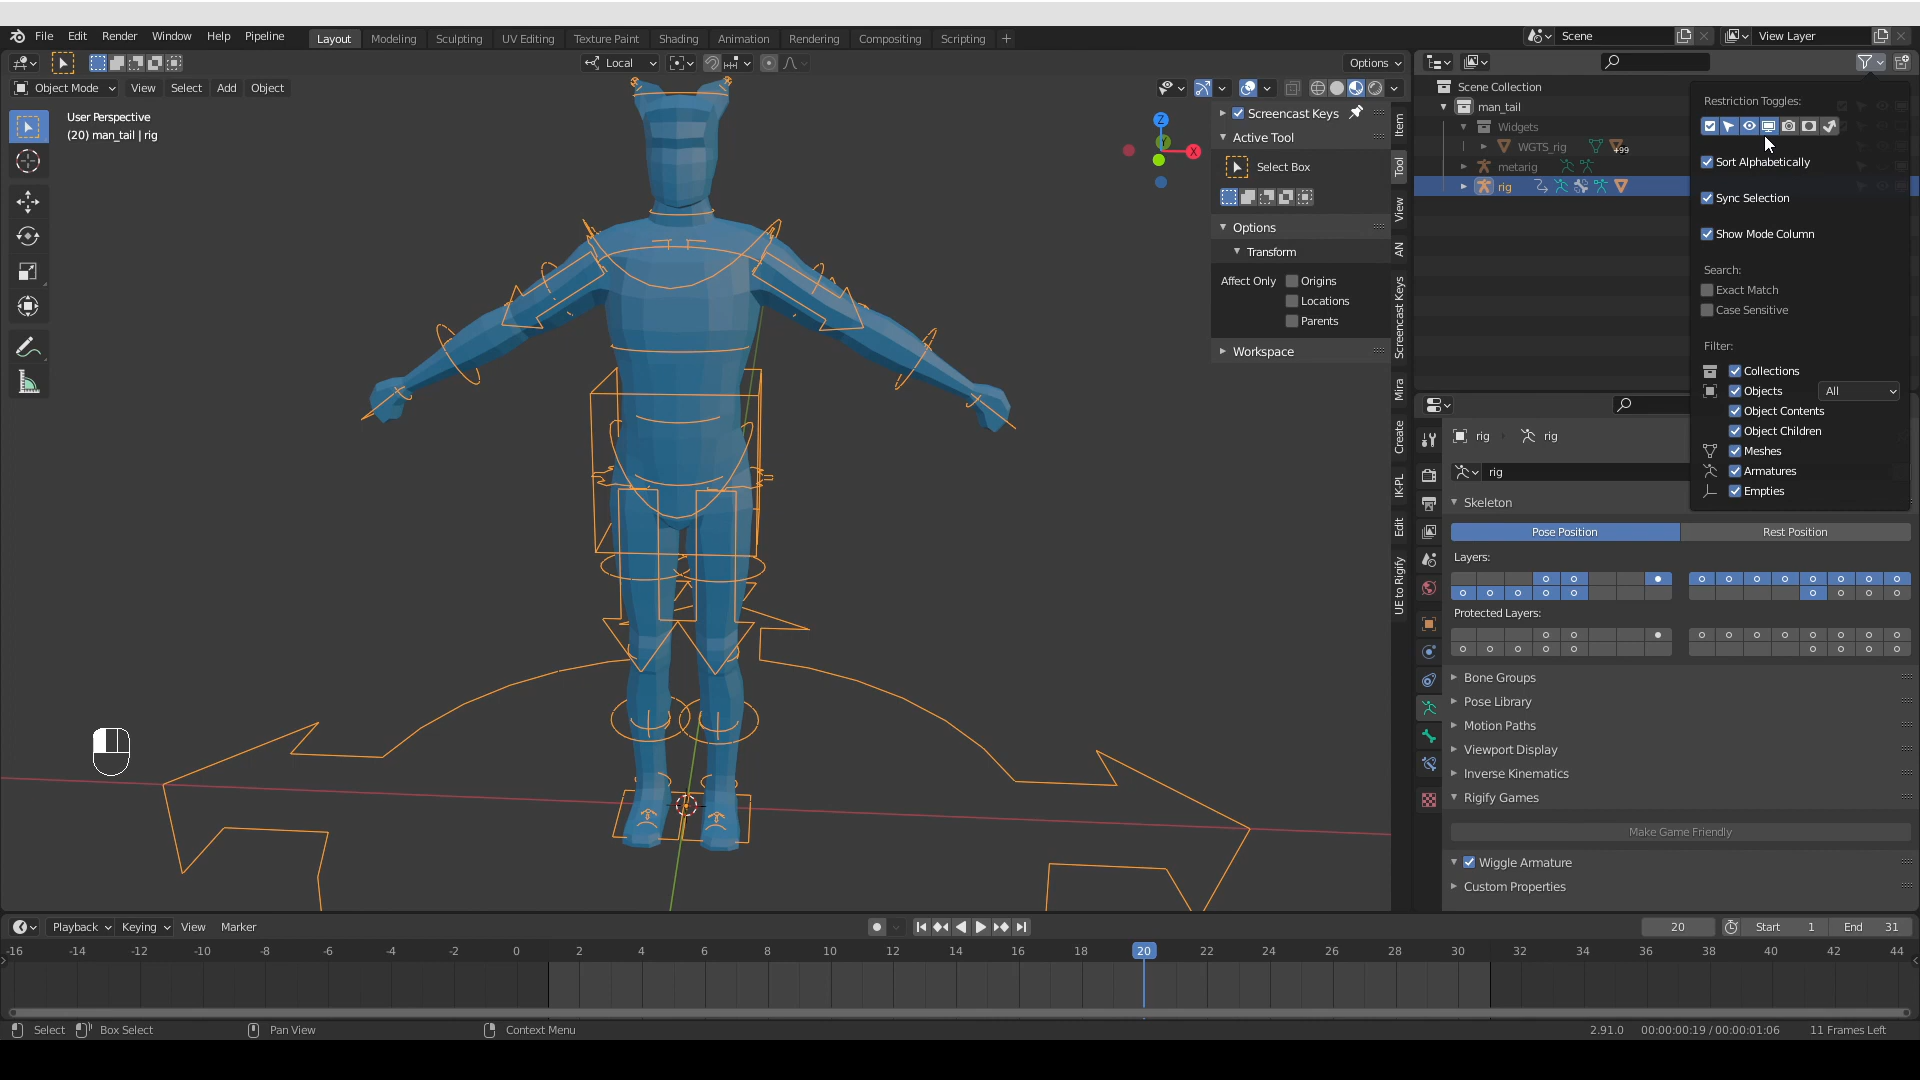 File Edit Render Window Help Pipeline Layout Modeling Sculpting UV Editing Texture Paint Shading Animation Rendering Compositing Scripting + Scene View Layer
Local Options
Object Mode View Select Add Object
User Perspective
(20) man_tail | rig
Z
X
Screencast Keys
Active Tool
Select Box
Options
Transform
Affect Only Origins
Locations
Parents
Workspace
Item
Tool
View
AN
Screencast Keys
Mira
Create
IK-PL
Edit
UE to Rigify
Scene Collection
man_tail
Widgets
WGTS_rig +99
metarig
rig
Restriction Toggles:
Sort Alphabetically
Sync Selection
Show Mode Column
Search:
Exact Match
Case Sensitive
Filter:
Collections
Objects All
Object Contents
Object Children
Meshes
Armatures
Empties
rig rig
rig
Skeleton
Pose Position Rest Position
Layers:
Protected Layers:
Bone Groups
Pose Library
Motion Paths
Viewport Display
Inverse Kinematics
Rigify Games
Make Game Friendly
Wiggle Armature
Custom Properties
Playback Keying View Marker 20 Start 1 End 31
-16 -14 -12 -10 -8 -6 -4 -2 0 2 4 6 8 10 12 14 16 18 20 22 24 26 28 30 32 34 36 38 40 42 44
Select Box Select Pan View Context Menu 2.91.0 00:00:00:19 / 00:00:01:06 11 Frames Left